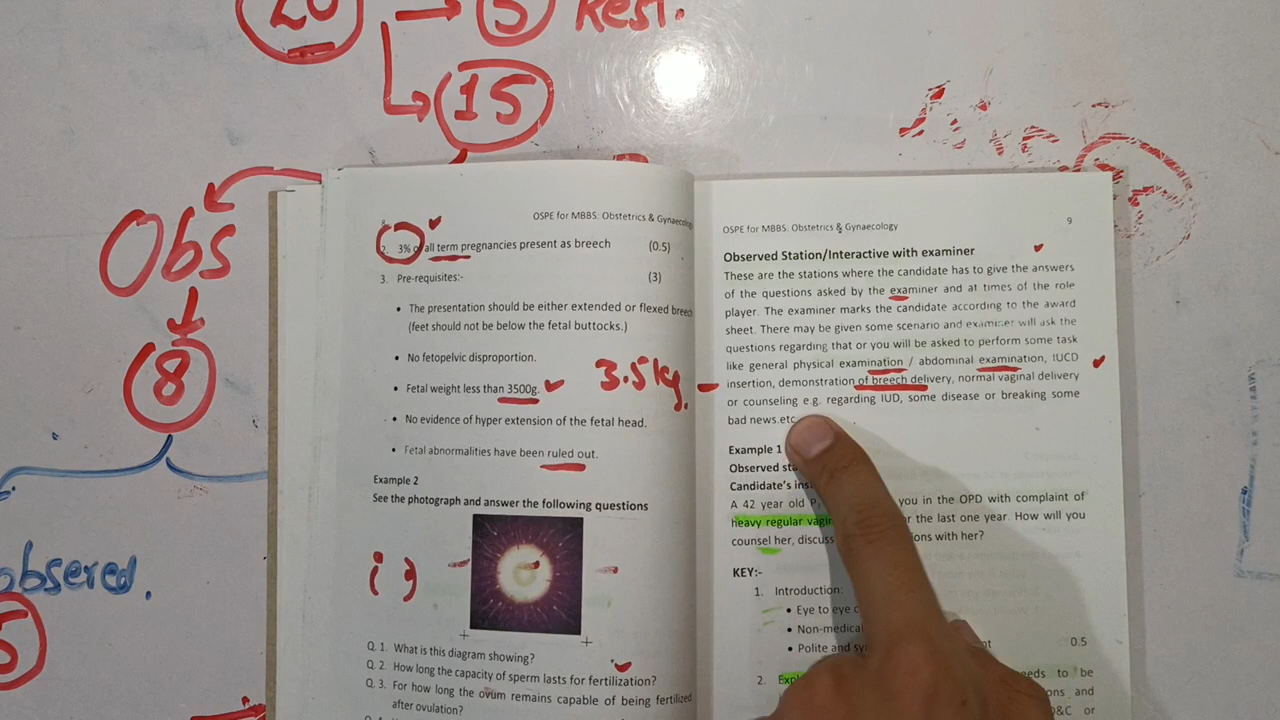 20 → 5 Rest.
15
Obs
8
obsered.
5
8
OSPE for MBBS: Obstetrics & Gynaecology
2. 3% of all term pregnancies present as breech (0.5)
3. Pre-requisites:- (3)
• The presentation should be either extended or flexed breech
(feet should not be below the fetal buttocks.)
• No fetopelvic disproportion.
• Fetal weight less than 3500g. 3.5kg
• No evidence of hyper extension of the fetal head.
• Fetal abnormalities have been ruled out.
Example 2
See the photograph and answer the following questions
Q. 1. What is this diagram showing?
Q. 2. How long the capacity of sperm lasts for fertilization?
Q. 3. For how long the ovum remains capable of being fertilized
after ovulation?
OSPE for MBBS: Obstetrics & Gynaecology 9
Observed Station/Interactive with examiner
These are the stations where the candidate has to give the answers
of the questions asked by the examiner and at times of the role
player. The examiner marks the candidate according to the award
sheet. There may be given some scenario and examiner will ask the
questions regarding that or you will be asked to perform some task
like general physical examination / abdominal examination, IUCD
insertion, demonstration of breech delivery, normal vaginal delivery
or counseling e.g. regarding IUD, some disease or breaking some
bad news.etc
Example 1
Observed
Candidate's
A 42 year old you in the OPD with complaint of
heavy regular the last one year. How will you
counsel her, discuss with her?
KEY:-
1. Introduction:
• Eye to eye
• Non-medical
• Polite and 0.5
2. to be
and
D&C or